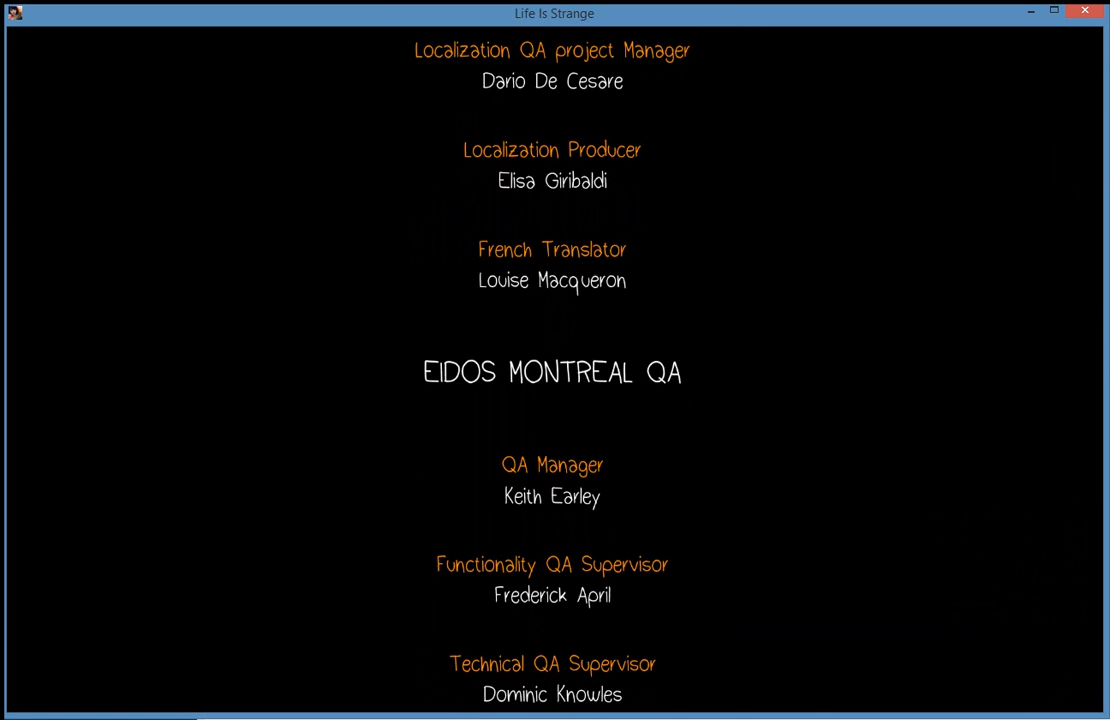 Life Is Strange
Localization QA project Manager
Dario De Cesare
Localization Producer
Elisa Giribaldi
French Translator
Louise Macqueron
EIDOS MONTREAL QA
QA Manager
Keith Earley
Functionality QA Supervisor
Frederick April
Technical QA Supervisor
Dominic Knowles